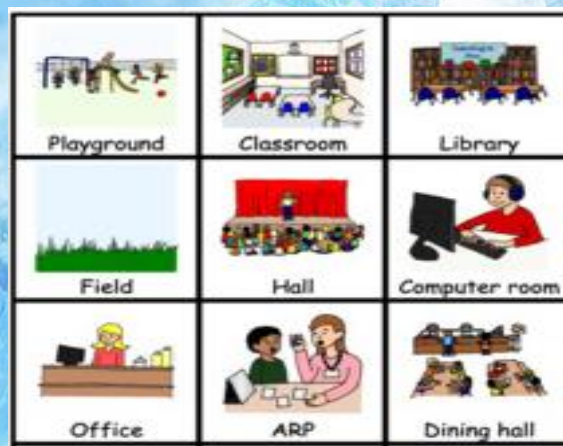 Playground
Classroom
Library
Field
Hall
Computer room
Office
ARP
Dining hall